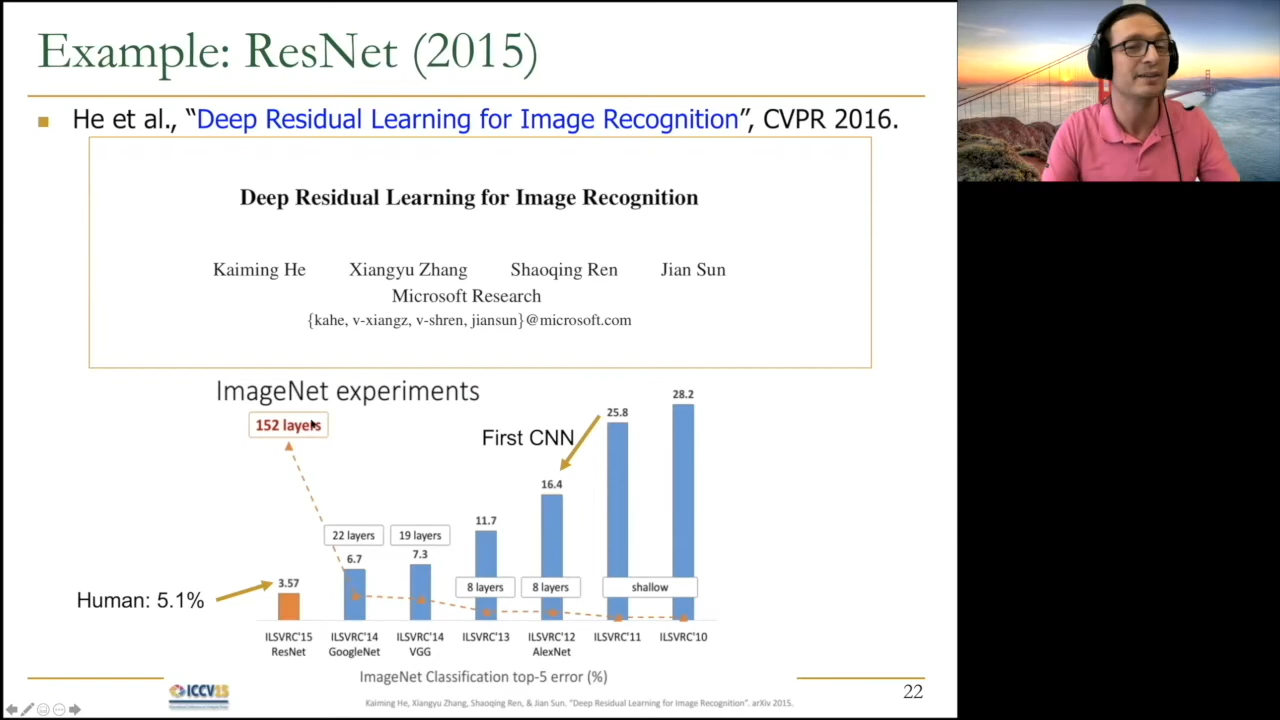 Example: ResNet (2015)
He et al., “Deep Residual Learning for Image Recognition”, CVPR 2016.
Deep Residual Learning for Image Recognition
Kaiming He Xiangyu Zhang Shaoqing Ren Jian Sun
Microsoft Research
{kahe, v-xiangz, v-shren, jiansun}@microsoft.com
ImageNet experiments
28.2
25.8
152 layers
First CNN
16.4
11.7
22 layers
19 layers
6.7
7.3
3.57
8 layers
8 layers
shallow
Human: 5.1%
ILSVRC'15 ILSVRC'14 ILSVRC'14 ILSVRC'13 ILSVRC'12 ILSVRC'11 ILSVRC'10
ResNet GoogleNet VGG AlexNet
ImageNet Classification top-5 error (%)
ICCV15
Kaiming He, Xiangyu Zhang, Shaoqing Ren, & Jian Sun. “Deep Residual Learning for Image Recognition”. arXiv 2015.
22